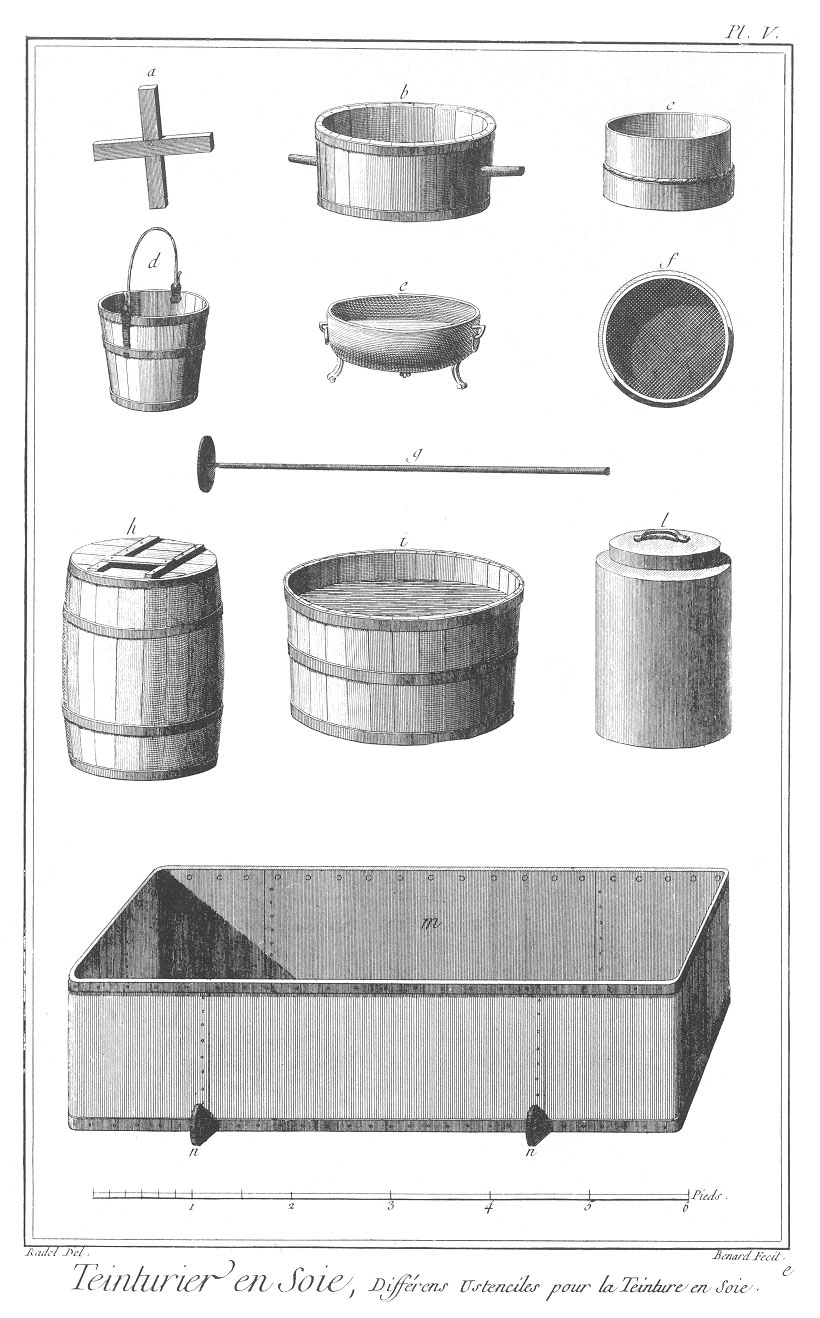 Pl. V.
a
b
c
d
e
f
g
h
i
l
m
n n
1 2 3 4 5 6 Pieds.
Radel Del. Benard Fecit.
e
Teinturier en Soie, Différens Ustenciles pour la Teinture en Soie.